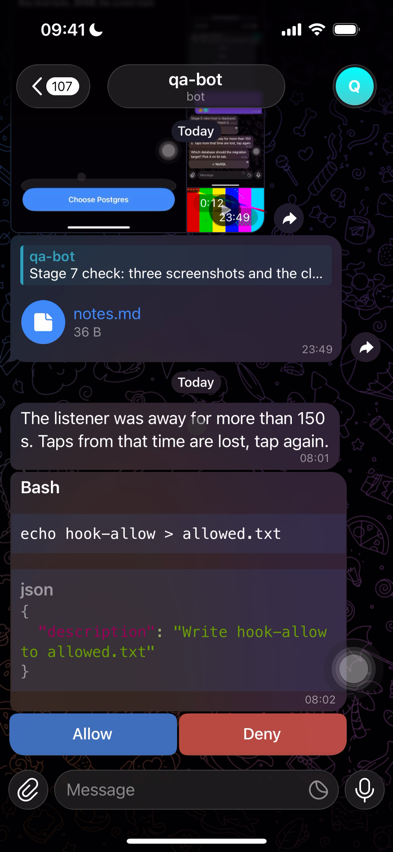 09:41
107
qa-bot
bot
Today
Choose Postgres
0:12
23:49
qa-bot
Stage 7 check: three screenshots and the cl...
notes.md
36 B
23:49
Today
The listener was away for more than 150
s. Taps from that time are lost, tap again.
08:01
Bash
echo hook-allow > allowed.txt
json
{
"description": "Write hook-allow
to allowed.txt"
}
08:02
Allow
Deny
Message
Q